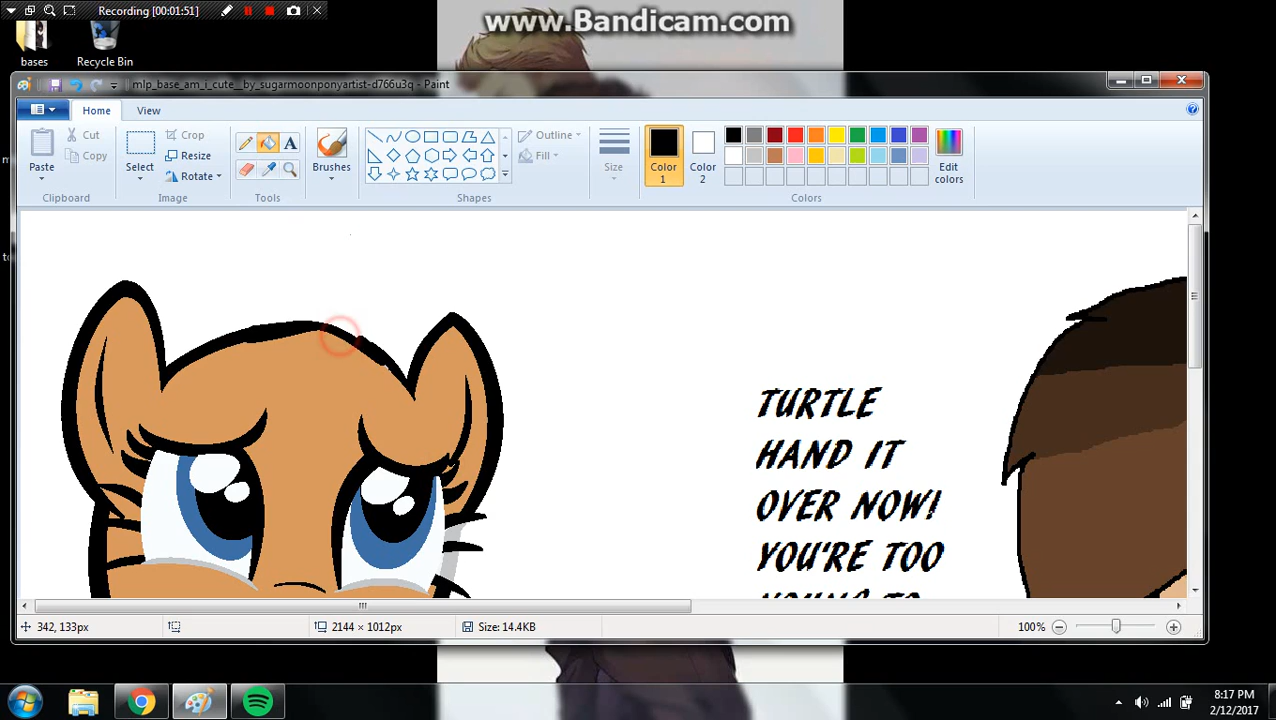 Recording [00:01:51]
www.Bandicam.com
bases
Recycle Bin
mlp_base_am_i_cute__by_sugarmoonponyartist-d766u3q - Paint
Home
View
Paste
Cut
Copy
Clipboard
Select
Crop
Resize
Rotate
Image
A
Tools
Brushes
Outline
Fill
Shapes
Size
Color 1
Color 2
Edit colors
Colors
TURTLE
HAND IT
OVER NOW!
YOU'RE TOO
YOUNG TO
342, 133px
2144 × 1012px
Size: 14.4KB
100%
8:17 PM
2/12/2017